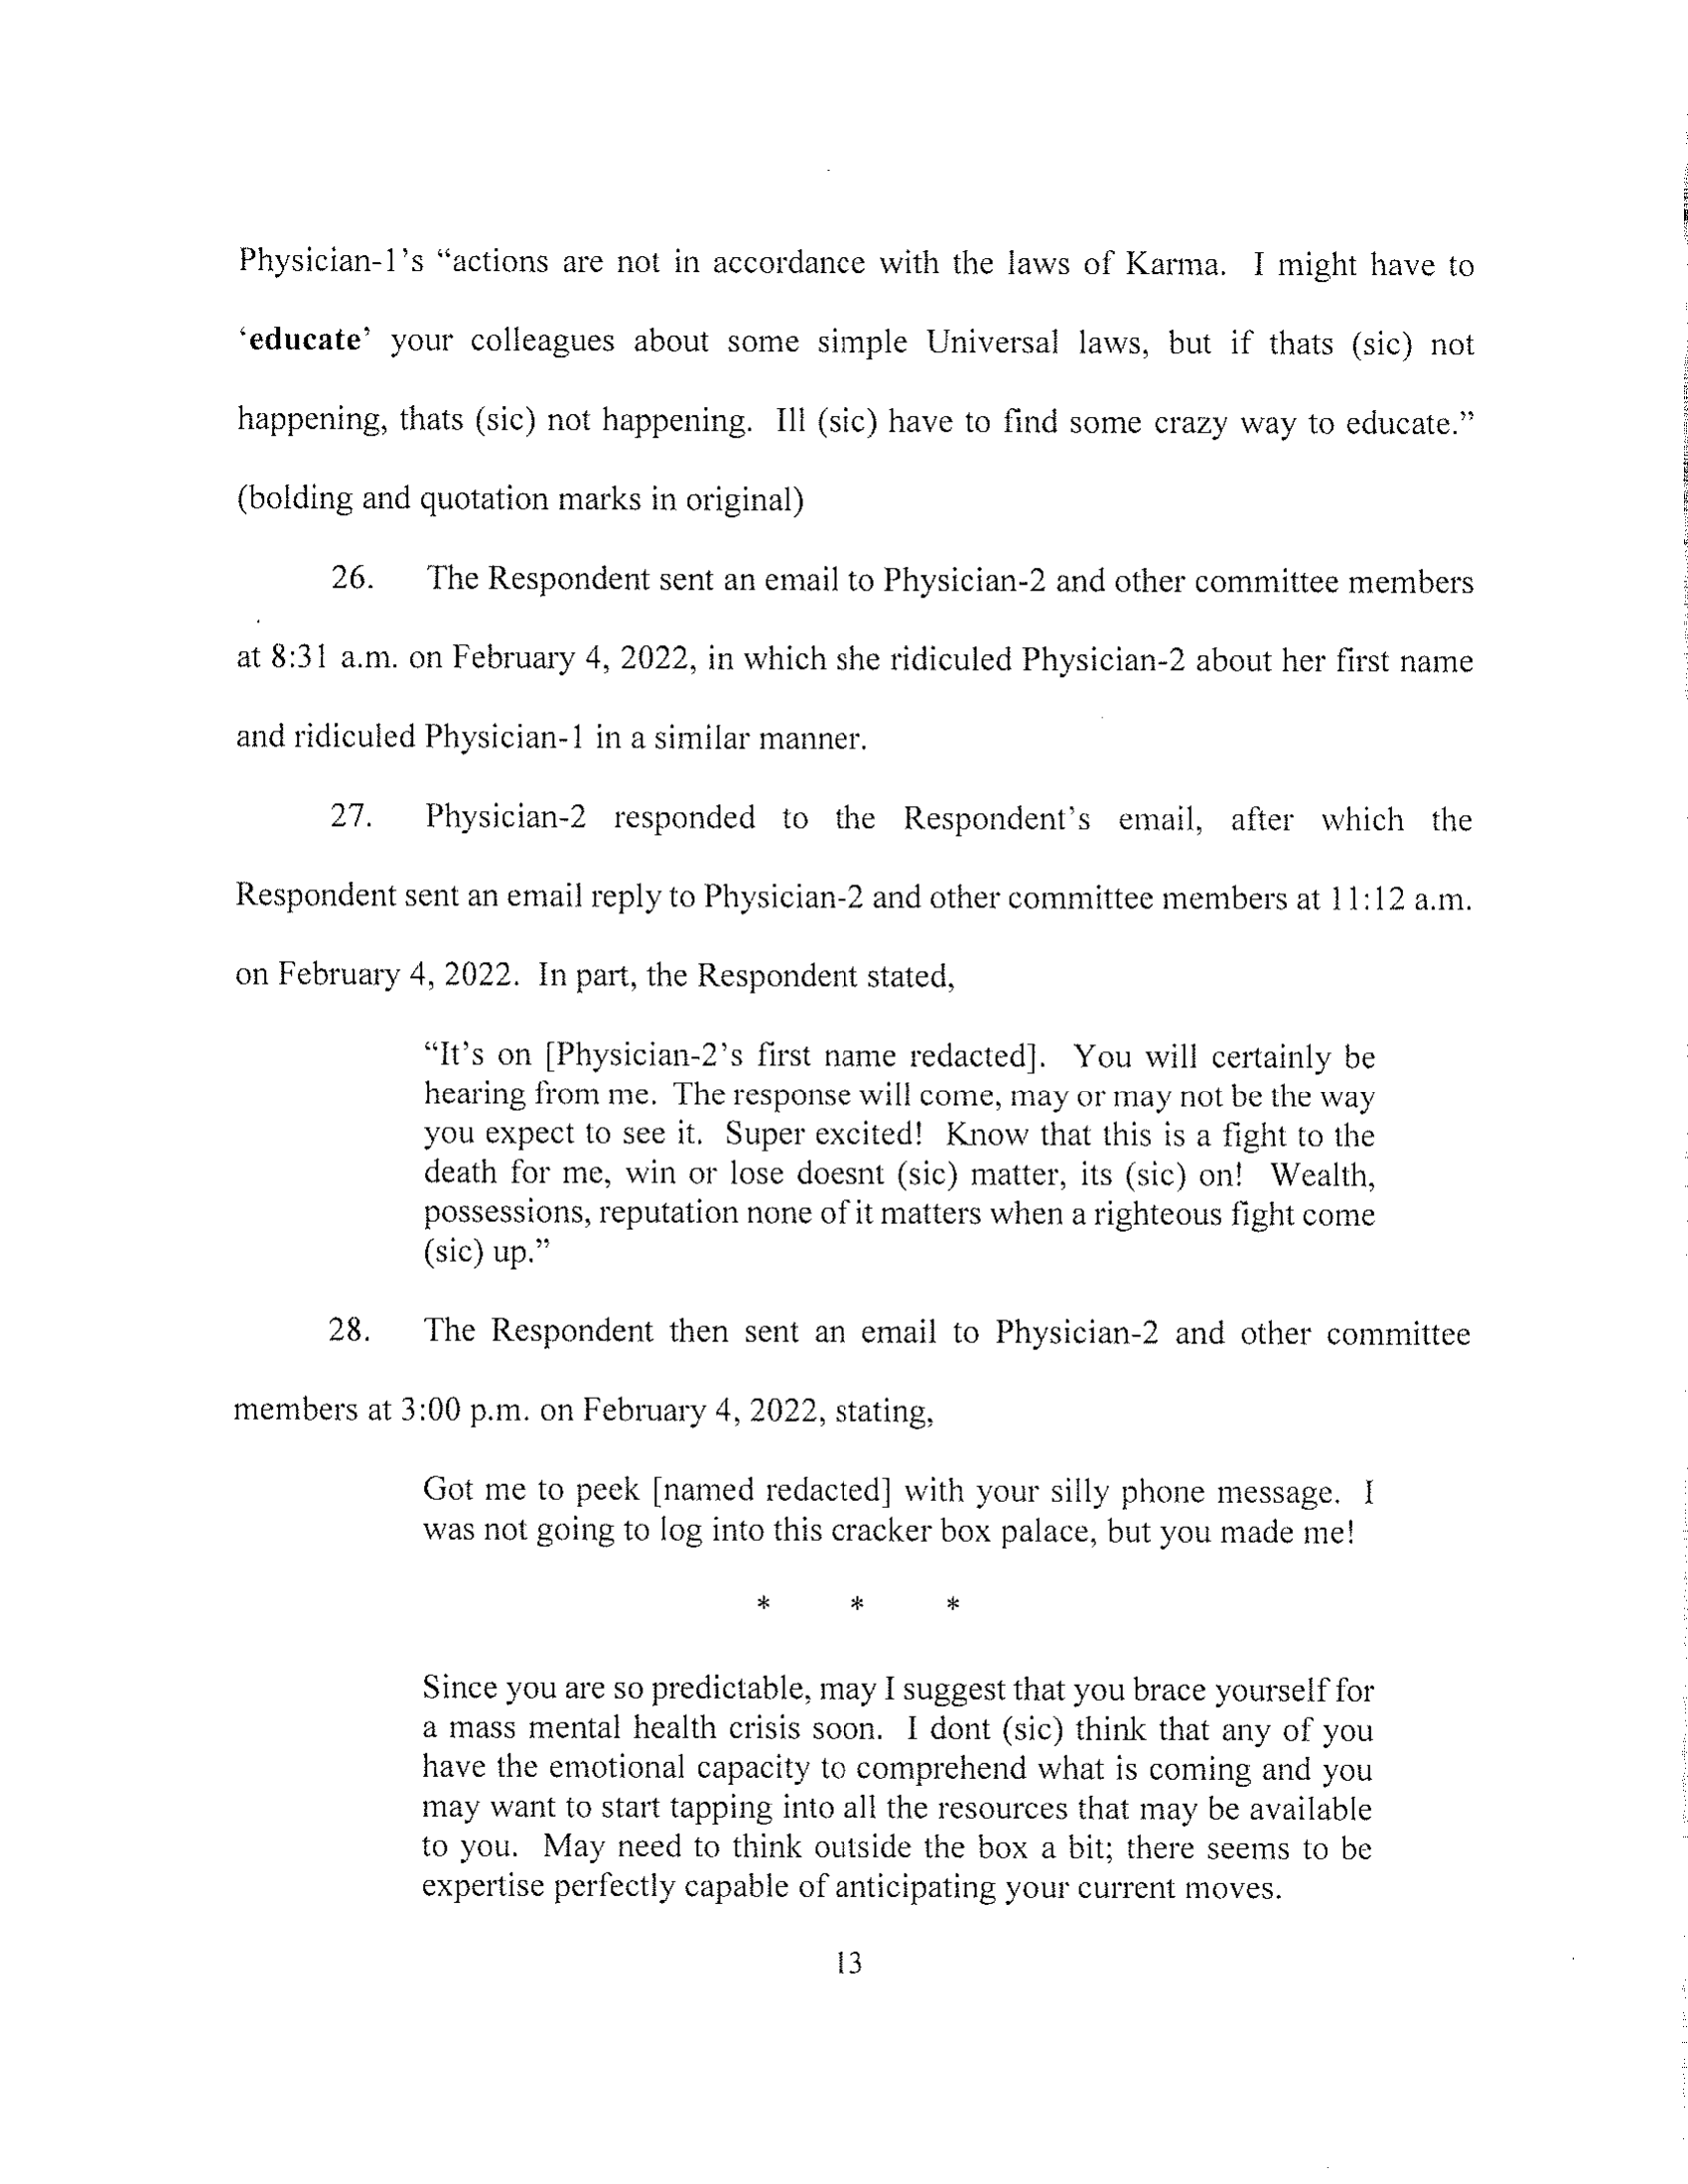 Physician-1's “actions are not in accordance with the laws of Karma. I might have to
‘educate’ your colleagues about some simple Universal laws, but if thats (sic) not
happening, thats (sic) not happening. Ill (sic) have to find some crazy way to educate.”
(bolding and quotation marks in original)
26. The Respondent sent an email to Physician-2 and other committee members
at 8:31 a.m. on February 4, 2022, in which she ridiculed Physician-2 about her first name
and ridiculed Physician-1 in a similar manner.
27. Physician-2 responded to the Respondent's email, after which the
Respondent sent an email reply to Physician-2 and other committee members at 11:12 a.m.
on February 4, 2022. In part, the Respondent stated,
“It's on [Physician-2's first name redacted]. You will certainly be
hearing from me. The response will come, may or may not be the way
you expect to see it. Super excited! Know that this is a fight to the
death for me, win or lose doesnt (sic) matter, its (sic) on! Wealth,
possessions, reputation none of it matters when a righteous fight come
(sic) up.”
28. The Respondent then sent an email to Physician-2 and other committee
members at 3:00 p.m. on February 4, 2022, stating,
Got me to peek [named redacted] with your silly phone message. I
was not going to log into this cracker box palace, but you made me!
* * *
Since you are so predictable, may I suggest that you brace yourself for
a mass mental health crisis soon. I dont (sic) think that any of you
have the emotional capacity to comprehend what is coming and you
may want to start tapping into all the resources that may be available
to you. May need to think outside the box a bit; there seems to be
expertise perfectly capable of anticipating your current moves.
13